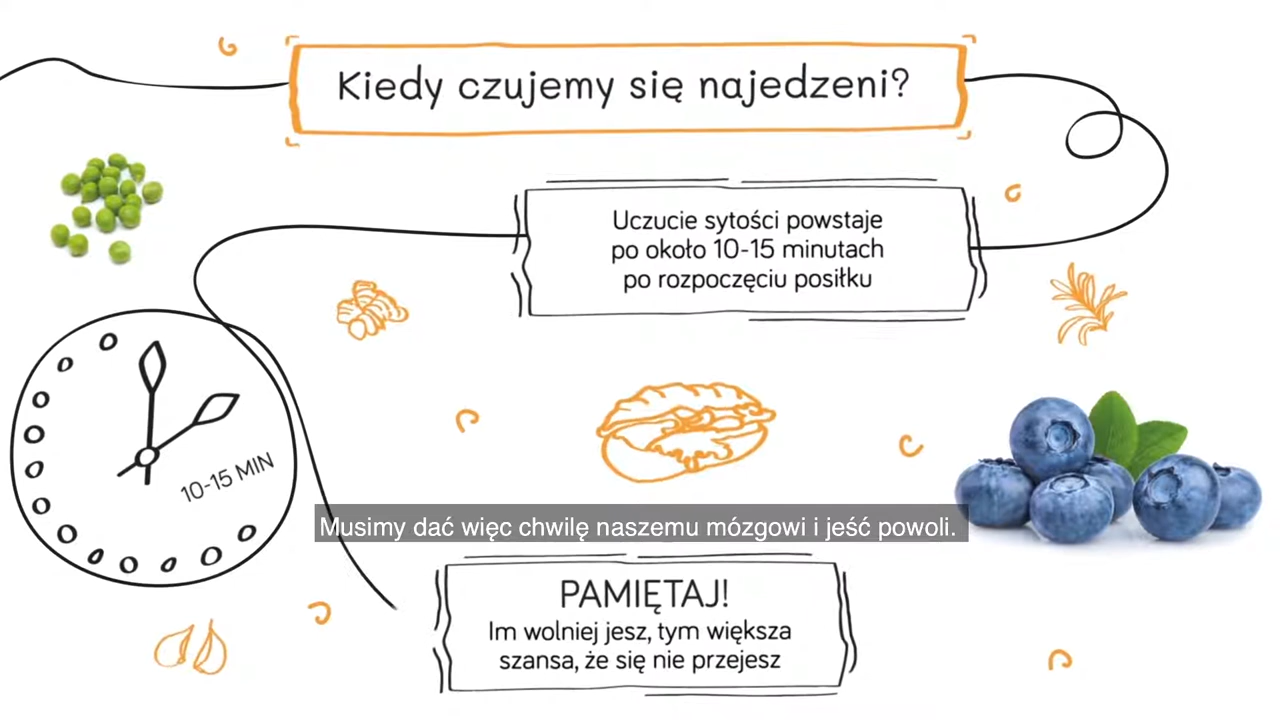 Kiedy czujemy się najedzeni?
Uczucie sytości powstaje
po około 10-15 minutach
po rozpoczęciu posiłku
10-15 MIN
Musimy dać więc chwilę naszemu mózgowi i jeść powoli.
PAMIĘTAJ!
Im wolniej jesz, tym większa
szansa, że się nie przejesz